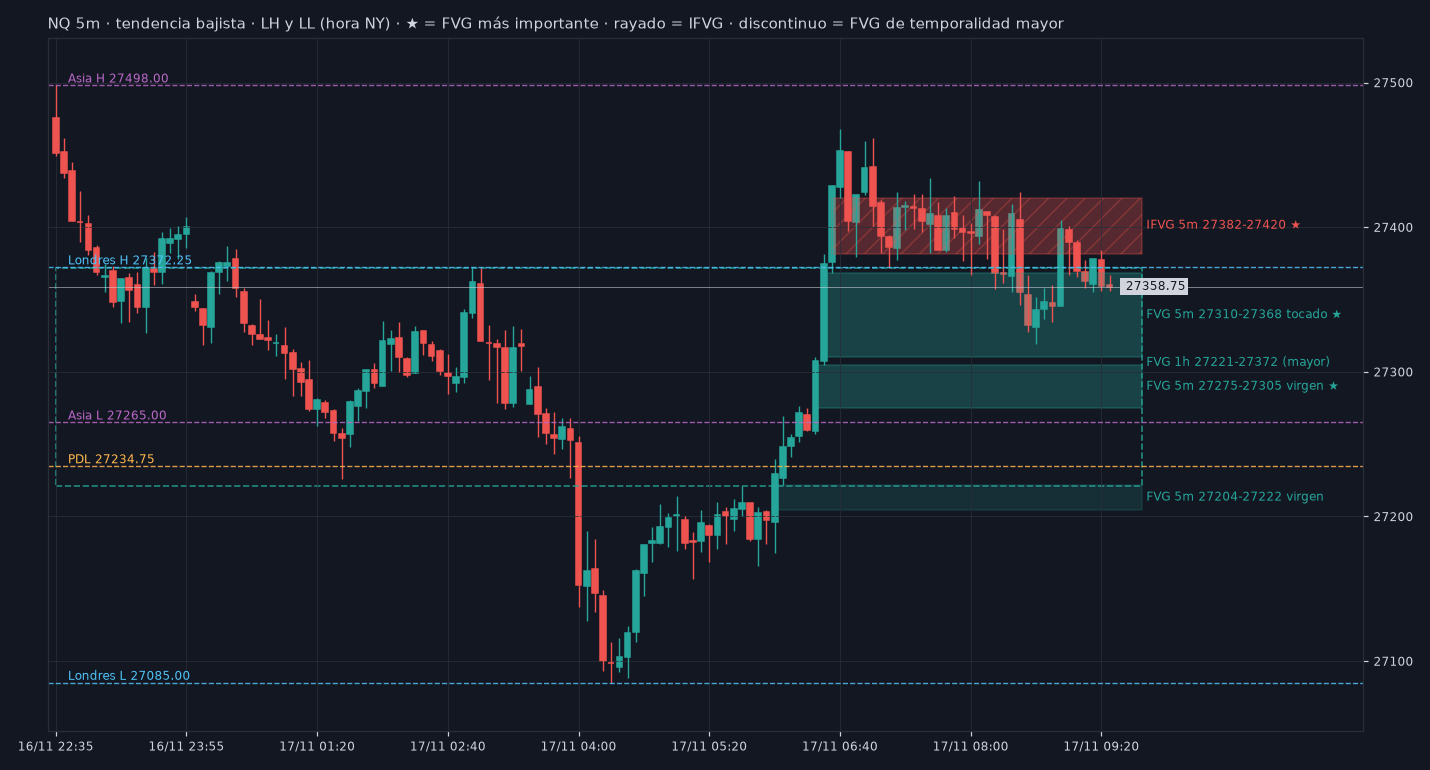 NQ 5m · tendencia bajista · LH y LL (hora NY) · ★ = FVG más importante · rayado = IFVG · discontinuo = FVG de temporalidad mayor
Asia H 27498.00
27500
IFVG 5m 27382-27420 ★
27400
Londres H 27372.25
27358.75
FVG 5m 27310-27368 tocado ★
FVG 1h 27221-27372 (mayor)
27300
FVG 5m 27275-27305 virgen ★
Asia L 27265.00
PDL 27234.75
FVG 5m 27204-27222 virgen
27200
27100
Londres L 27085.00
16/11 22:35
16/11 23:55
17/11 01:20
17/11 02:40
17/11 04:00
17/11 05:20
17/11 06:40
17/11 08:00
17/11 09:20